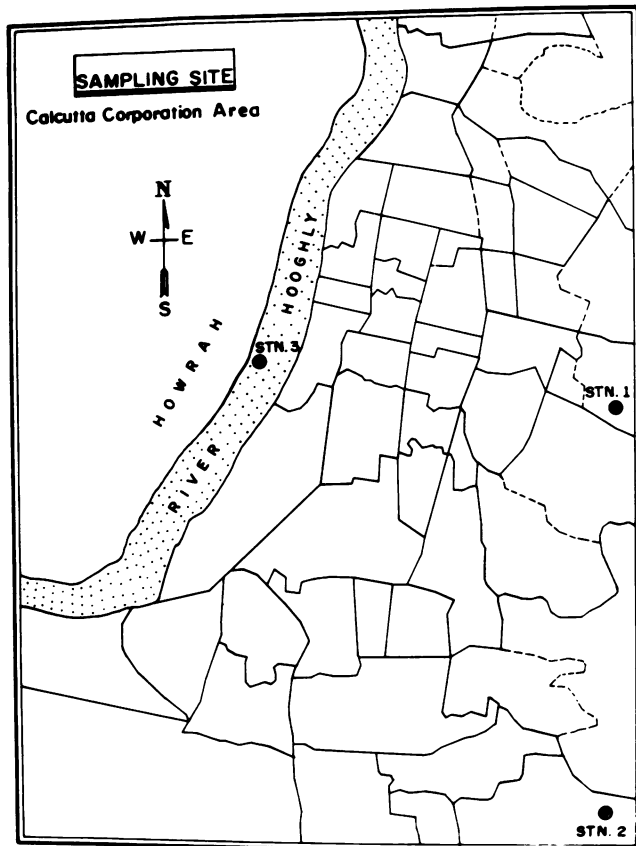 SAMPLING SITE
Calcutta Corporation Area
N
W E
S
HOOGHLY
HOWRAH
STN. 3
STN. 1
RIVER
STN. 2